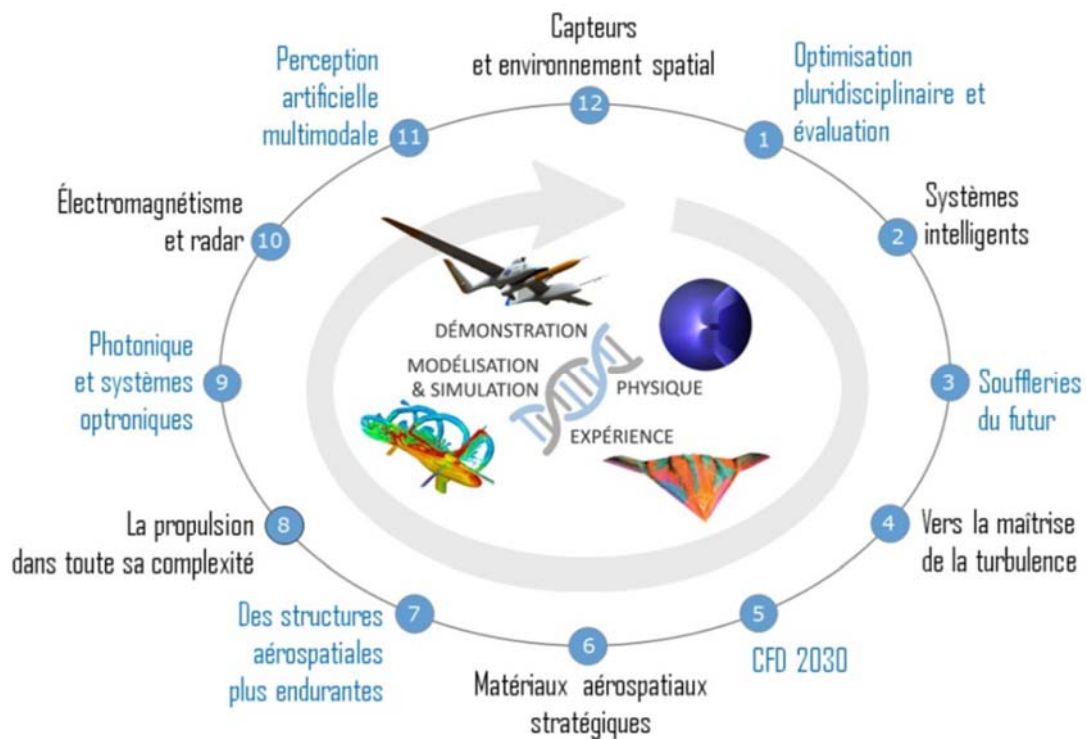 Capteurs
et environnement spatial
12
Optimisation
pluridisciplinaire et
évaluation
1
Systèmes
intelligents
2
Souffleries
du futur
3
Vers la maîtrise
de la turbulence
4
CFD 2030
5
Matériaux aérospatiaux
stratégiques
6
Des structures
aérospatiales
plus endurantes
7
La propulsion
dans toute sa complexité
8
Photonique
et systèmes
optroniques
9
Électromagnétisme
et radar
10
Perception
artificielle
multimodale
11
DÉMONSTRATION
MODÉLISATION
& SIMULATION
PHYSIQUE
EXPÉRIENCE